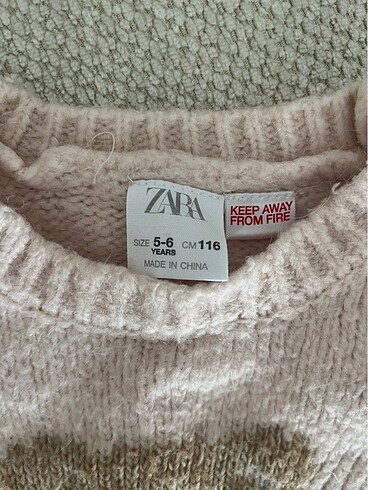 ZARA
SIZE 5-6 CM 116
YEARS
MADE IN CHINA
KEEP AWAY
FROM FIRE